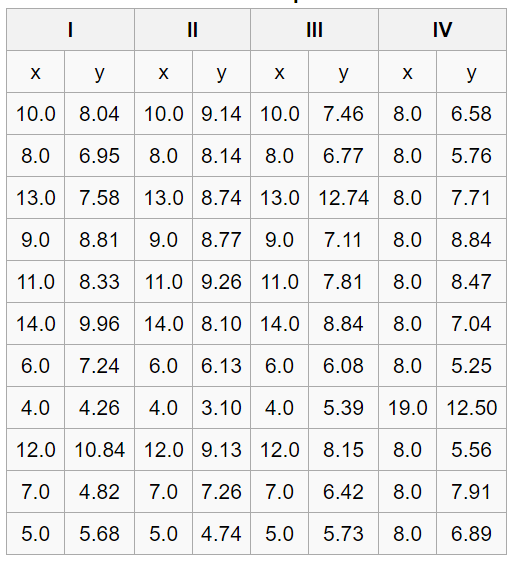 I II III IV
x y x y x y x y
10.0 8.04 10.0 9.14 10.0 7.46 8.0 6.58
8.0 6.95 8.0 8.14 8.0 6.77 8.0 5.76
13.0 7.58 13.0 8.74 13.0 12.74 8.0 7.71
9.0 8.81 9.0 8.77 9.0 7.11 8.0 8.84
11.0 8.33 11.0 9.26 11.0 7.81 8.0 8.47
14.0 9.96 14.0 8.10 14.0 8.84 8.0 7.04
6.0 7.24 6.0 6.13 6.0 6.08 8.0 5.25
4.0 4.26 4.0 3.10 4.0 5.39 19.0 12.50
12.0 10.84 12.0 9.13 12.0 8.15 8.0 5.56
7.0 4.82 7.0 7.26 7.0 6.42 8.0 7.91
5.0 5.68 5.0 4.74 5.0 5.73 8.0 6.89